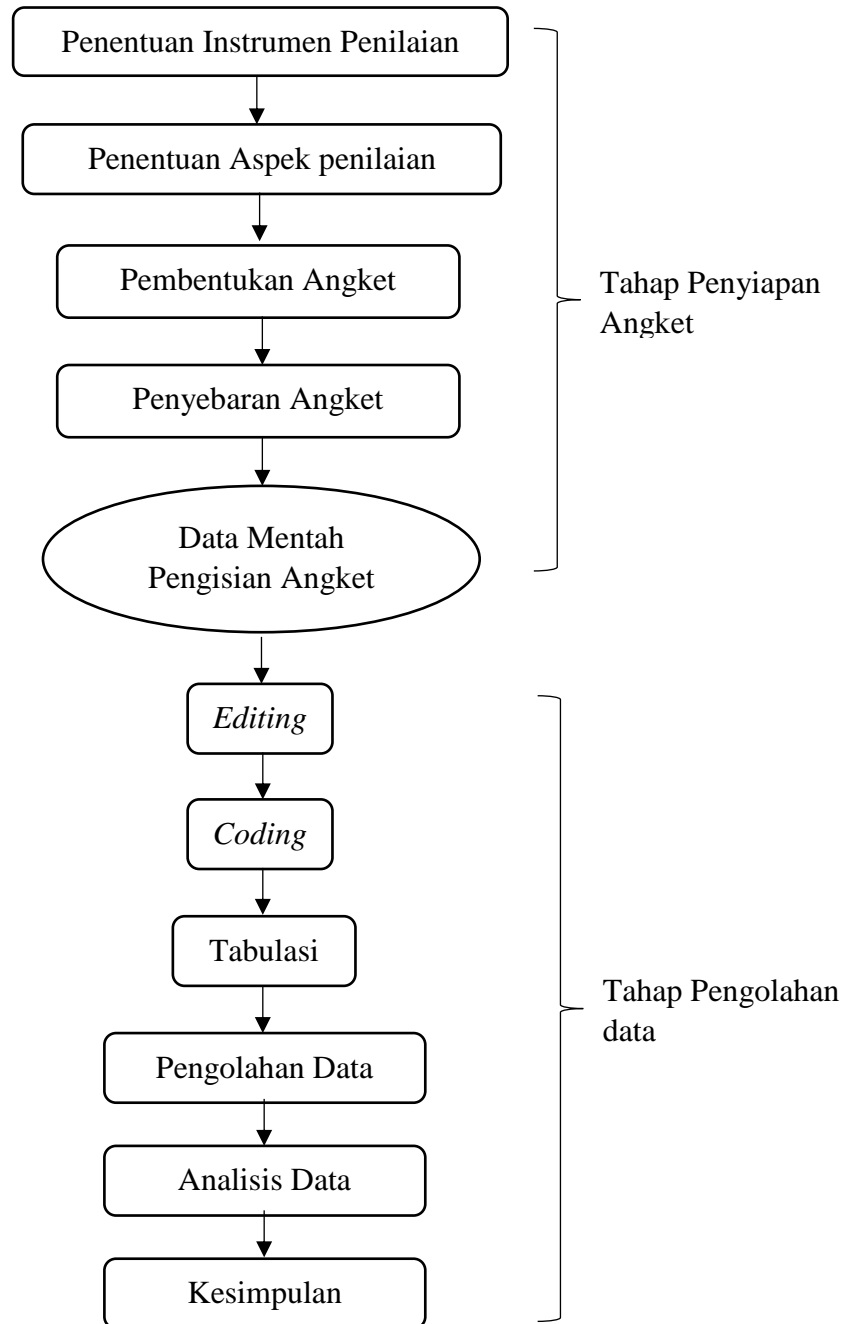 Penentuan Instrumen Penilaian
Penentuan Aspek penilaian
Pembentukan Angket
Penyebaran Angket
Data Mentah
Pengisian Angket
Tahap Penyiapan
Angket
Editing
Coding
Tabulasi
Pengolahan Data
Analisis Data
Kesimpulan
Tahap Pengolahan
data